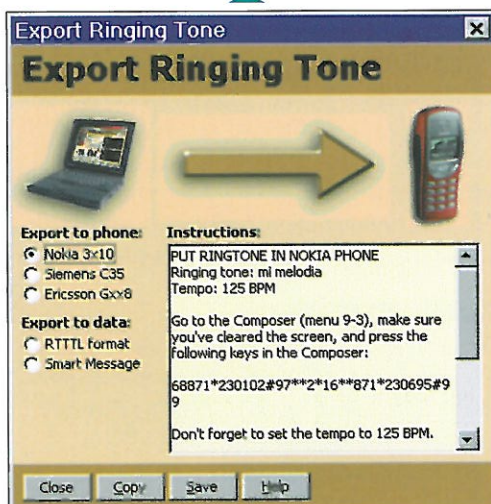 Export Ringing Tone
Export Ringing Tone
Export to phone:
Nokia 3x10
Siemens C35
Ericsson Gxx8
Export to data:
RTTTL format
Smart Message
Instructions:
PUT RINGTONE IN NOKIA PHONE
Ringing tone: mi melodia
Tempo: 125 BPM
Go to the Composer (menu 9-3), make sure
you've cleared the screen, and press the
following keys in the Composer:
68871*230102#97**2*16**871*230695#9
9
Don't forget to set the tempo to 125 BPM.
Close Copy Save Help